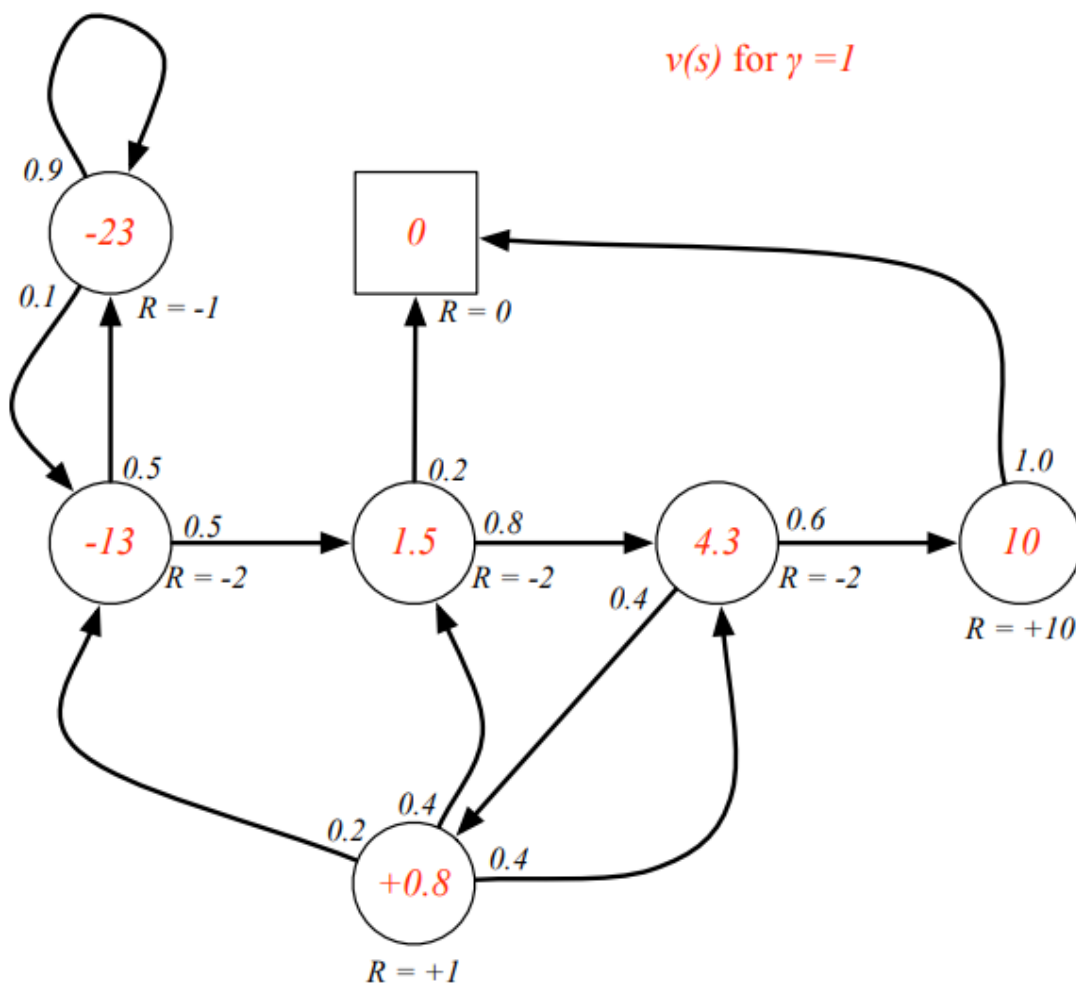 v(s) for γ =1
0.9
-23
0
0.1
R = -1
R = 0
0.5
0.2
1.0
-13
0.5
1.5
0.8
4.3
0.6
10
R = -2
R = -2
0.4
R = -2
R = +10
0.4
0.2
0.4
+0.8
R = +1